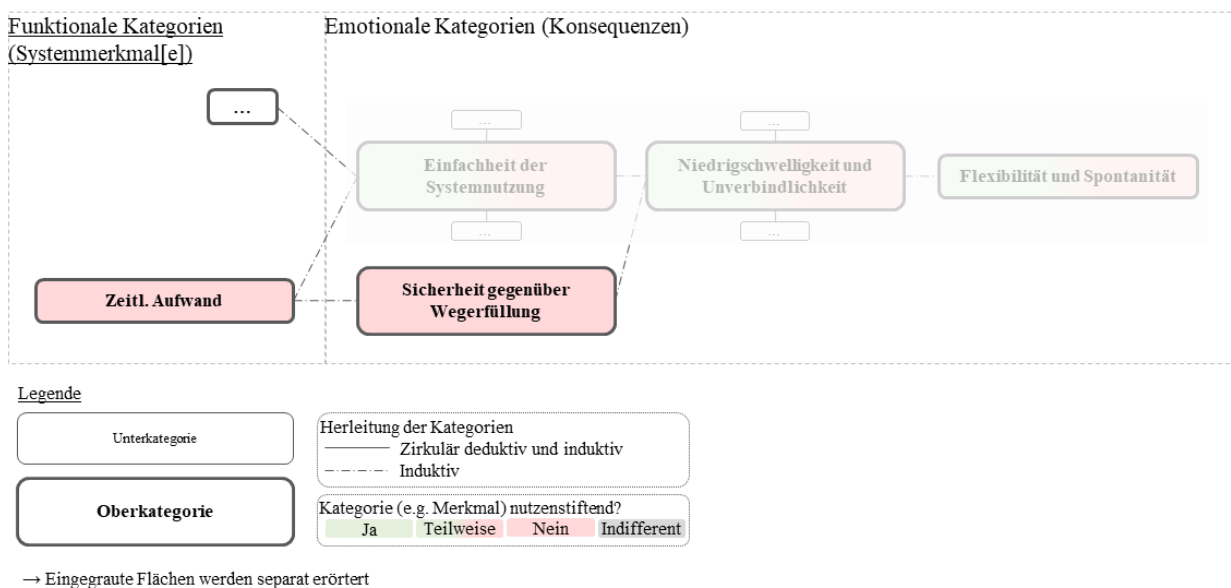 Funktionale Kategorien
(Systemmerkmal[e])
Emotionale Kategorien (Konsequenzen)
...
...
...
Einfachheit der
Systemnutzung
Niedrigschwelligkeit und
Unverbindlichkeit
Flexibilität und Spontanität
...
...
Zeitl. Aufwand
Sicherheit gegenüber
Wegerfüllung
Legende
Unterkategorie
Oberkategorie
Herleitung der Kategorien
Zirkulär deduktiv und induktiv
Induktiv
Kategorie (e.g. Merkmal) nutzenstiftend?
Ja Teilweise Nein Indifferent
→ Eingegraute Flächen werden separat erörtert